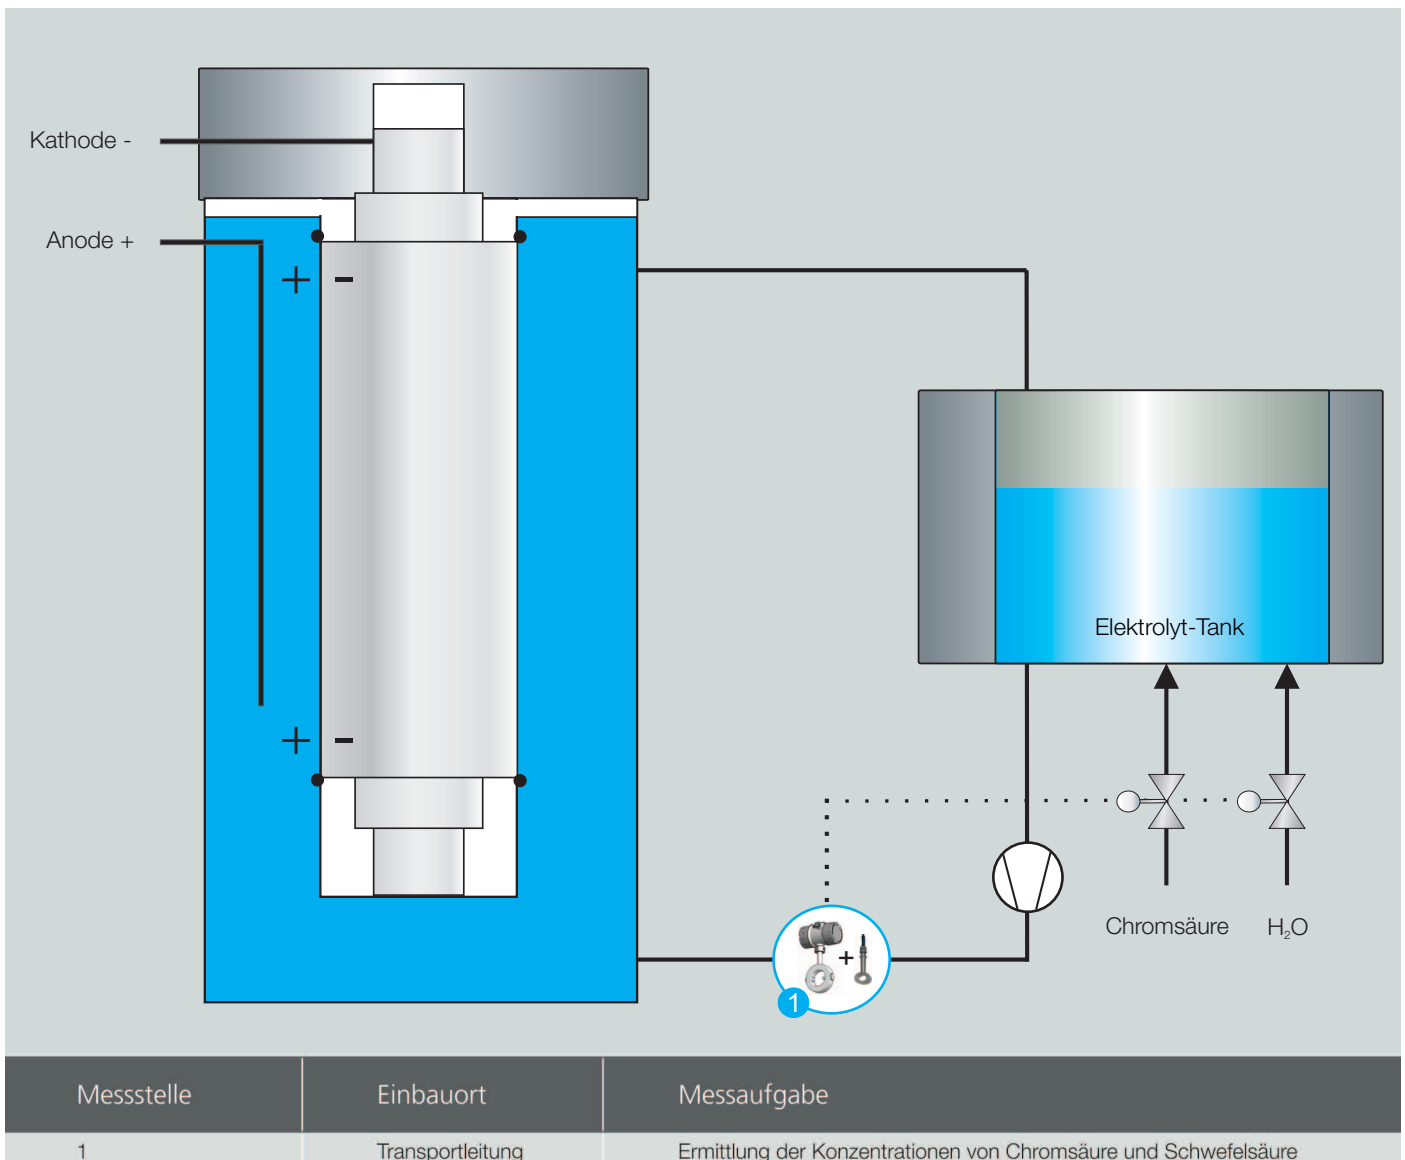 Kathode -
Anode +
+ -
+ -
Elektrolyt-Tank
Chromsäure
H₂O
+
1
Messstelle Einbauort Messaufgabe
1 Transportleitung Ermittlung der Konzentrationen von Chromsäure und Schwefelsäure